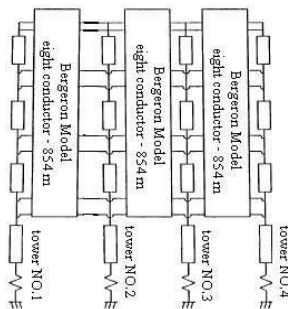 Bergeron Model
eight conductor - 854 m
Bergeron Model
eight conductor - 854 m
Bergeron Model
eight conductor - 854 m
tower NO.1
tower NO.2
tower NO.3
tower NO.4